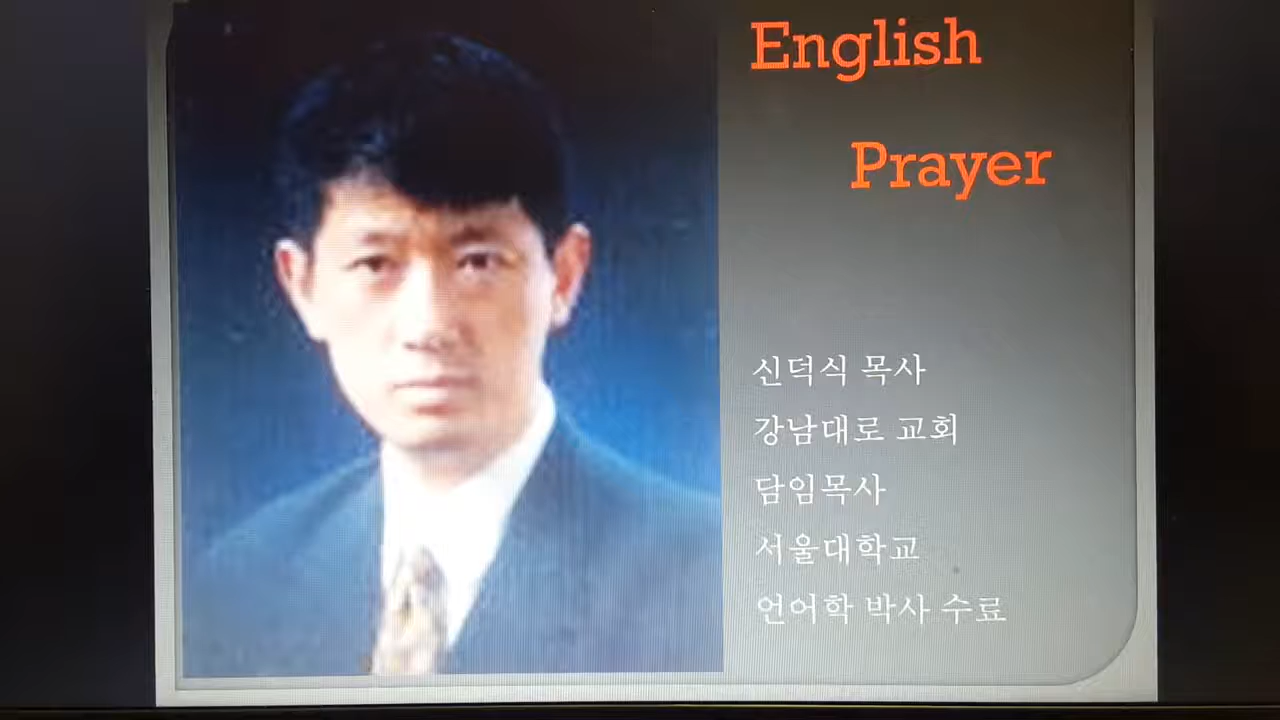 English
Prayer
신덕식 목사
강남대로 교회
담임목사
서울대학교
언어학 박사 수료